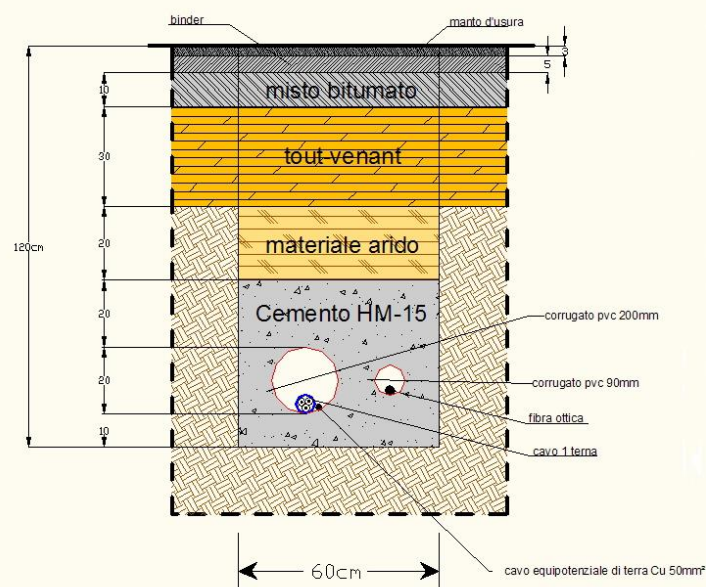 binder
manto d'usura
3
5
10
misto bitumato
30
tout-venant
120cm
20
materiale arido
20
Cemento HM-15
corrugato pvc 200mm
20
corrugato pvc 90mm
fibra ottica
10
cavo 1 terna
60cm
cavo equipotenziale di terra Cu 50mm²